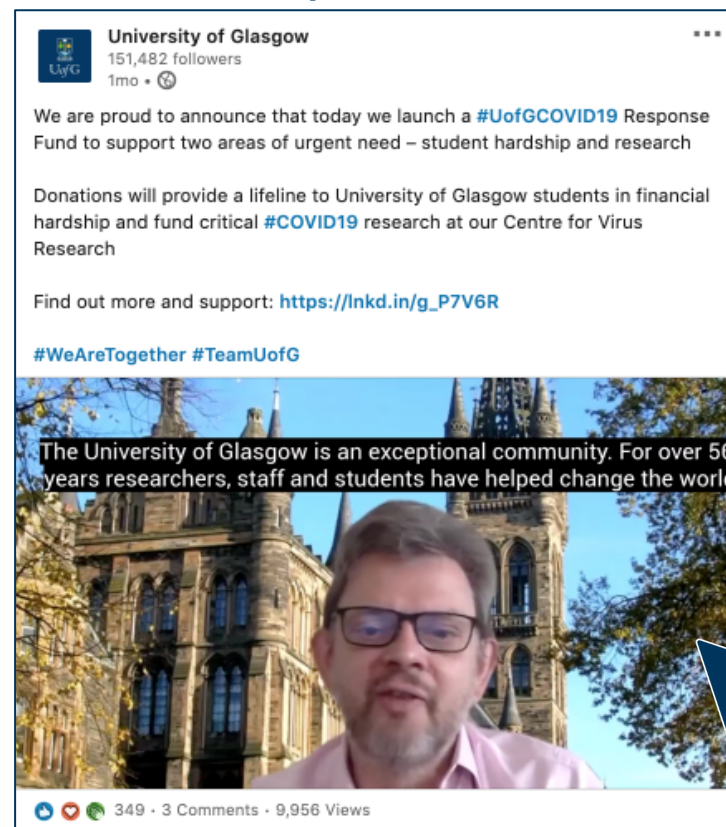 University of Glasgow
UofG
151,482 followers
1mo •
We are proud to announce that today we launch a #UofGCOVID19 Response
Fund to support two areas of urgent need – student hardship and research
Donations will provide a lifeline to University of Glasgow students in financial
hardship and fund critical #COVID19 research at our Centre for Virus
Research
Find out more and support: https://lnkd.in/g_P7V6R
#WeAreTogether #TeamUofG
The University of Glasgow is an exceptional community. For over 56
years researchers, staff and students have helped change the world
349 · 3 Comments · 9,956 Views